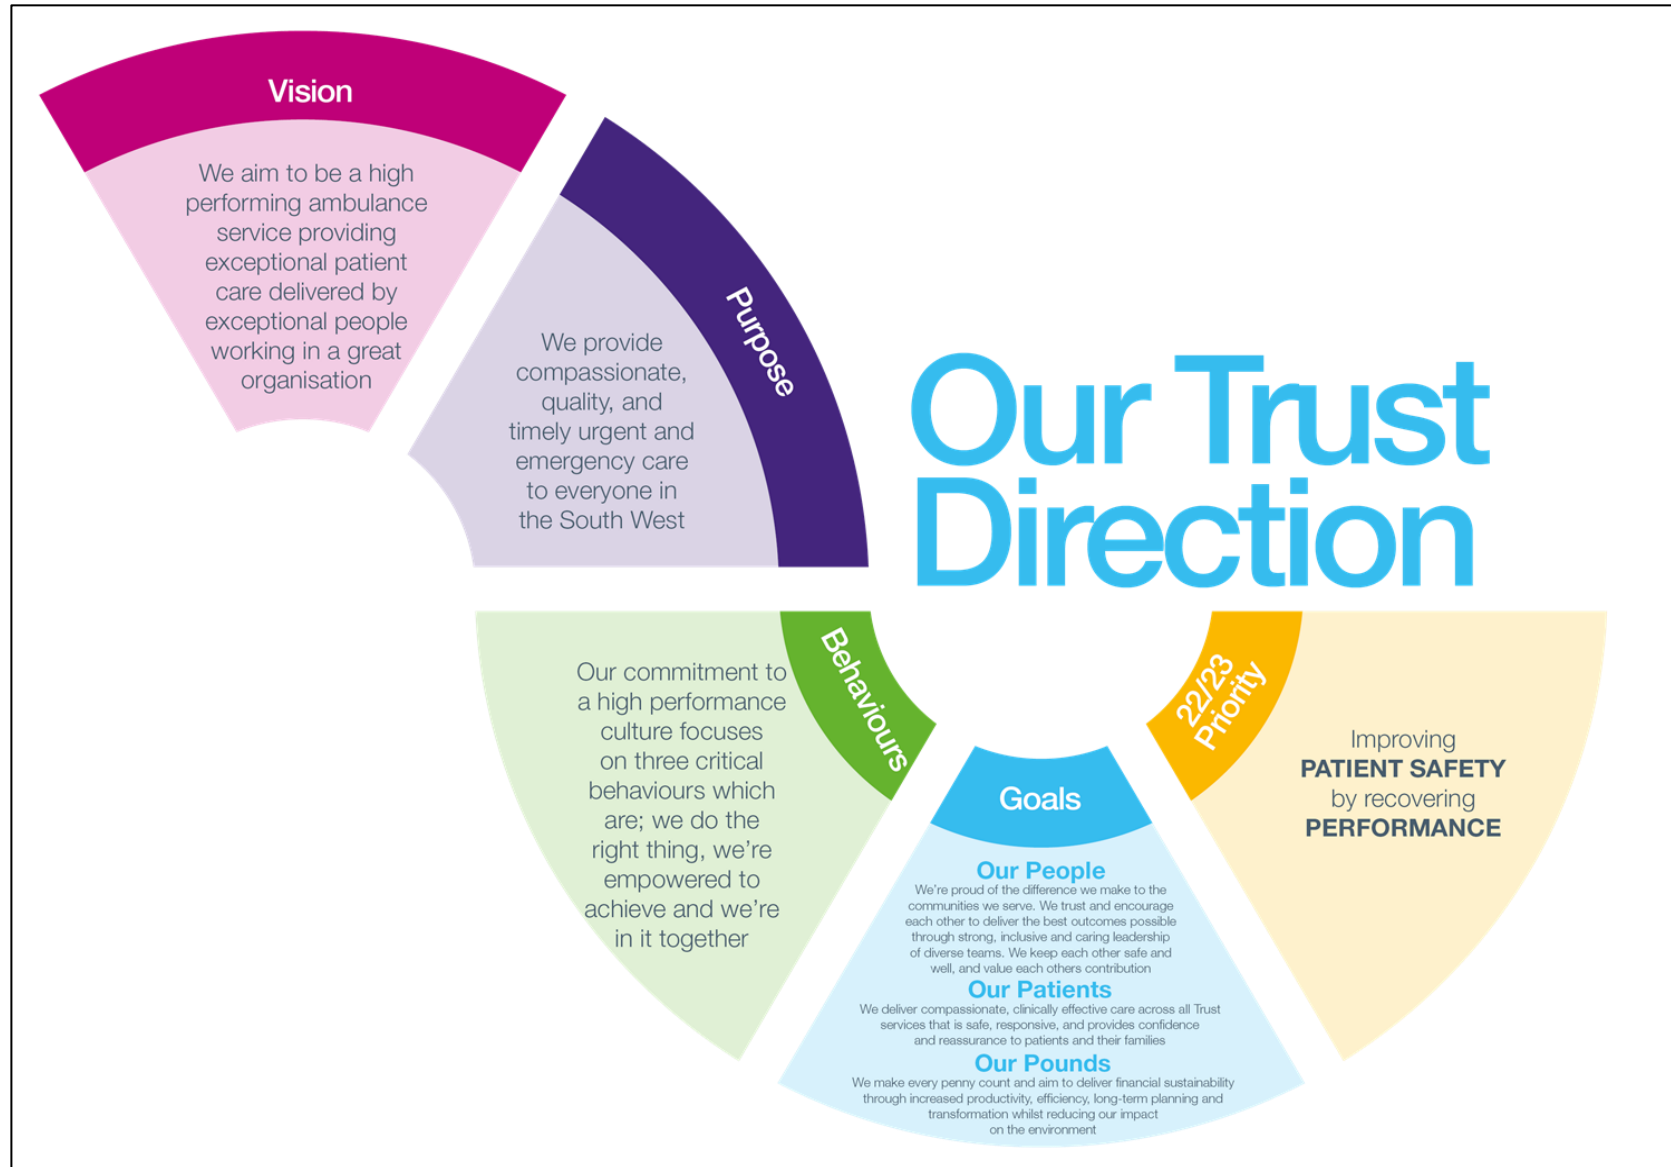 Vision
We aim to be a high
performing ambulance
service providing
exceptional patient
care delivered by
exceptional people
working in a great
organisation
Purpose
We provide
compassionate,
quality, and
timely urgent and
emergency care
to everyone in
the South West
Our Trust
Direction
Behaviours
Our commitment to
a high performance
culture focuses
on three critical
behaviours which
are; we do the
right thing, we’re
empowered to
achieve and we’re
in it together
Goals
Our People
We’re proud of the difference we make to the
communities we serve. We trust and encourage
each other to deliver the best outcomes possible
through strong, inclusive and caring leadership
of diverse teams. We keep each other safe and
well, and value each others contribution
Our Patients
We deliver compassionate, clinically effective care across all Trust
services that is safe, responsive, and provides confidence
and reassurance to patients and their families
Our Pounds
We make every penny count and aim to deliver financial sustainability
through increased productivity, efficiency, long-term planning and
transformation whilst reducing our impact
on the environment
22/23
Priority
Improving
PATIENT SAFETY
by recovering
PERFORMANCE